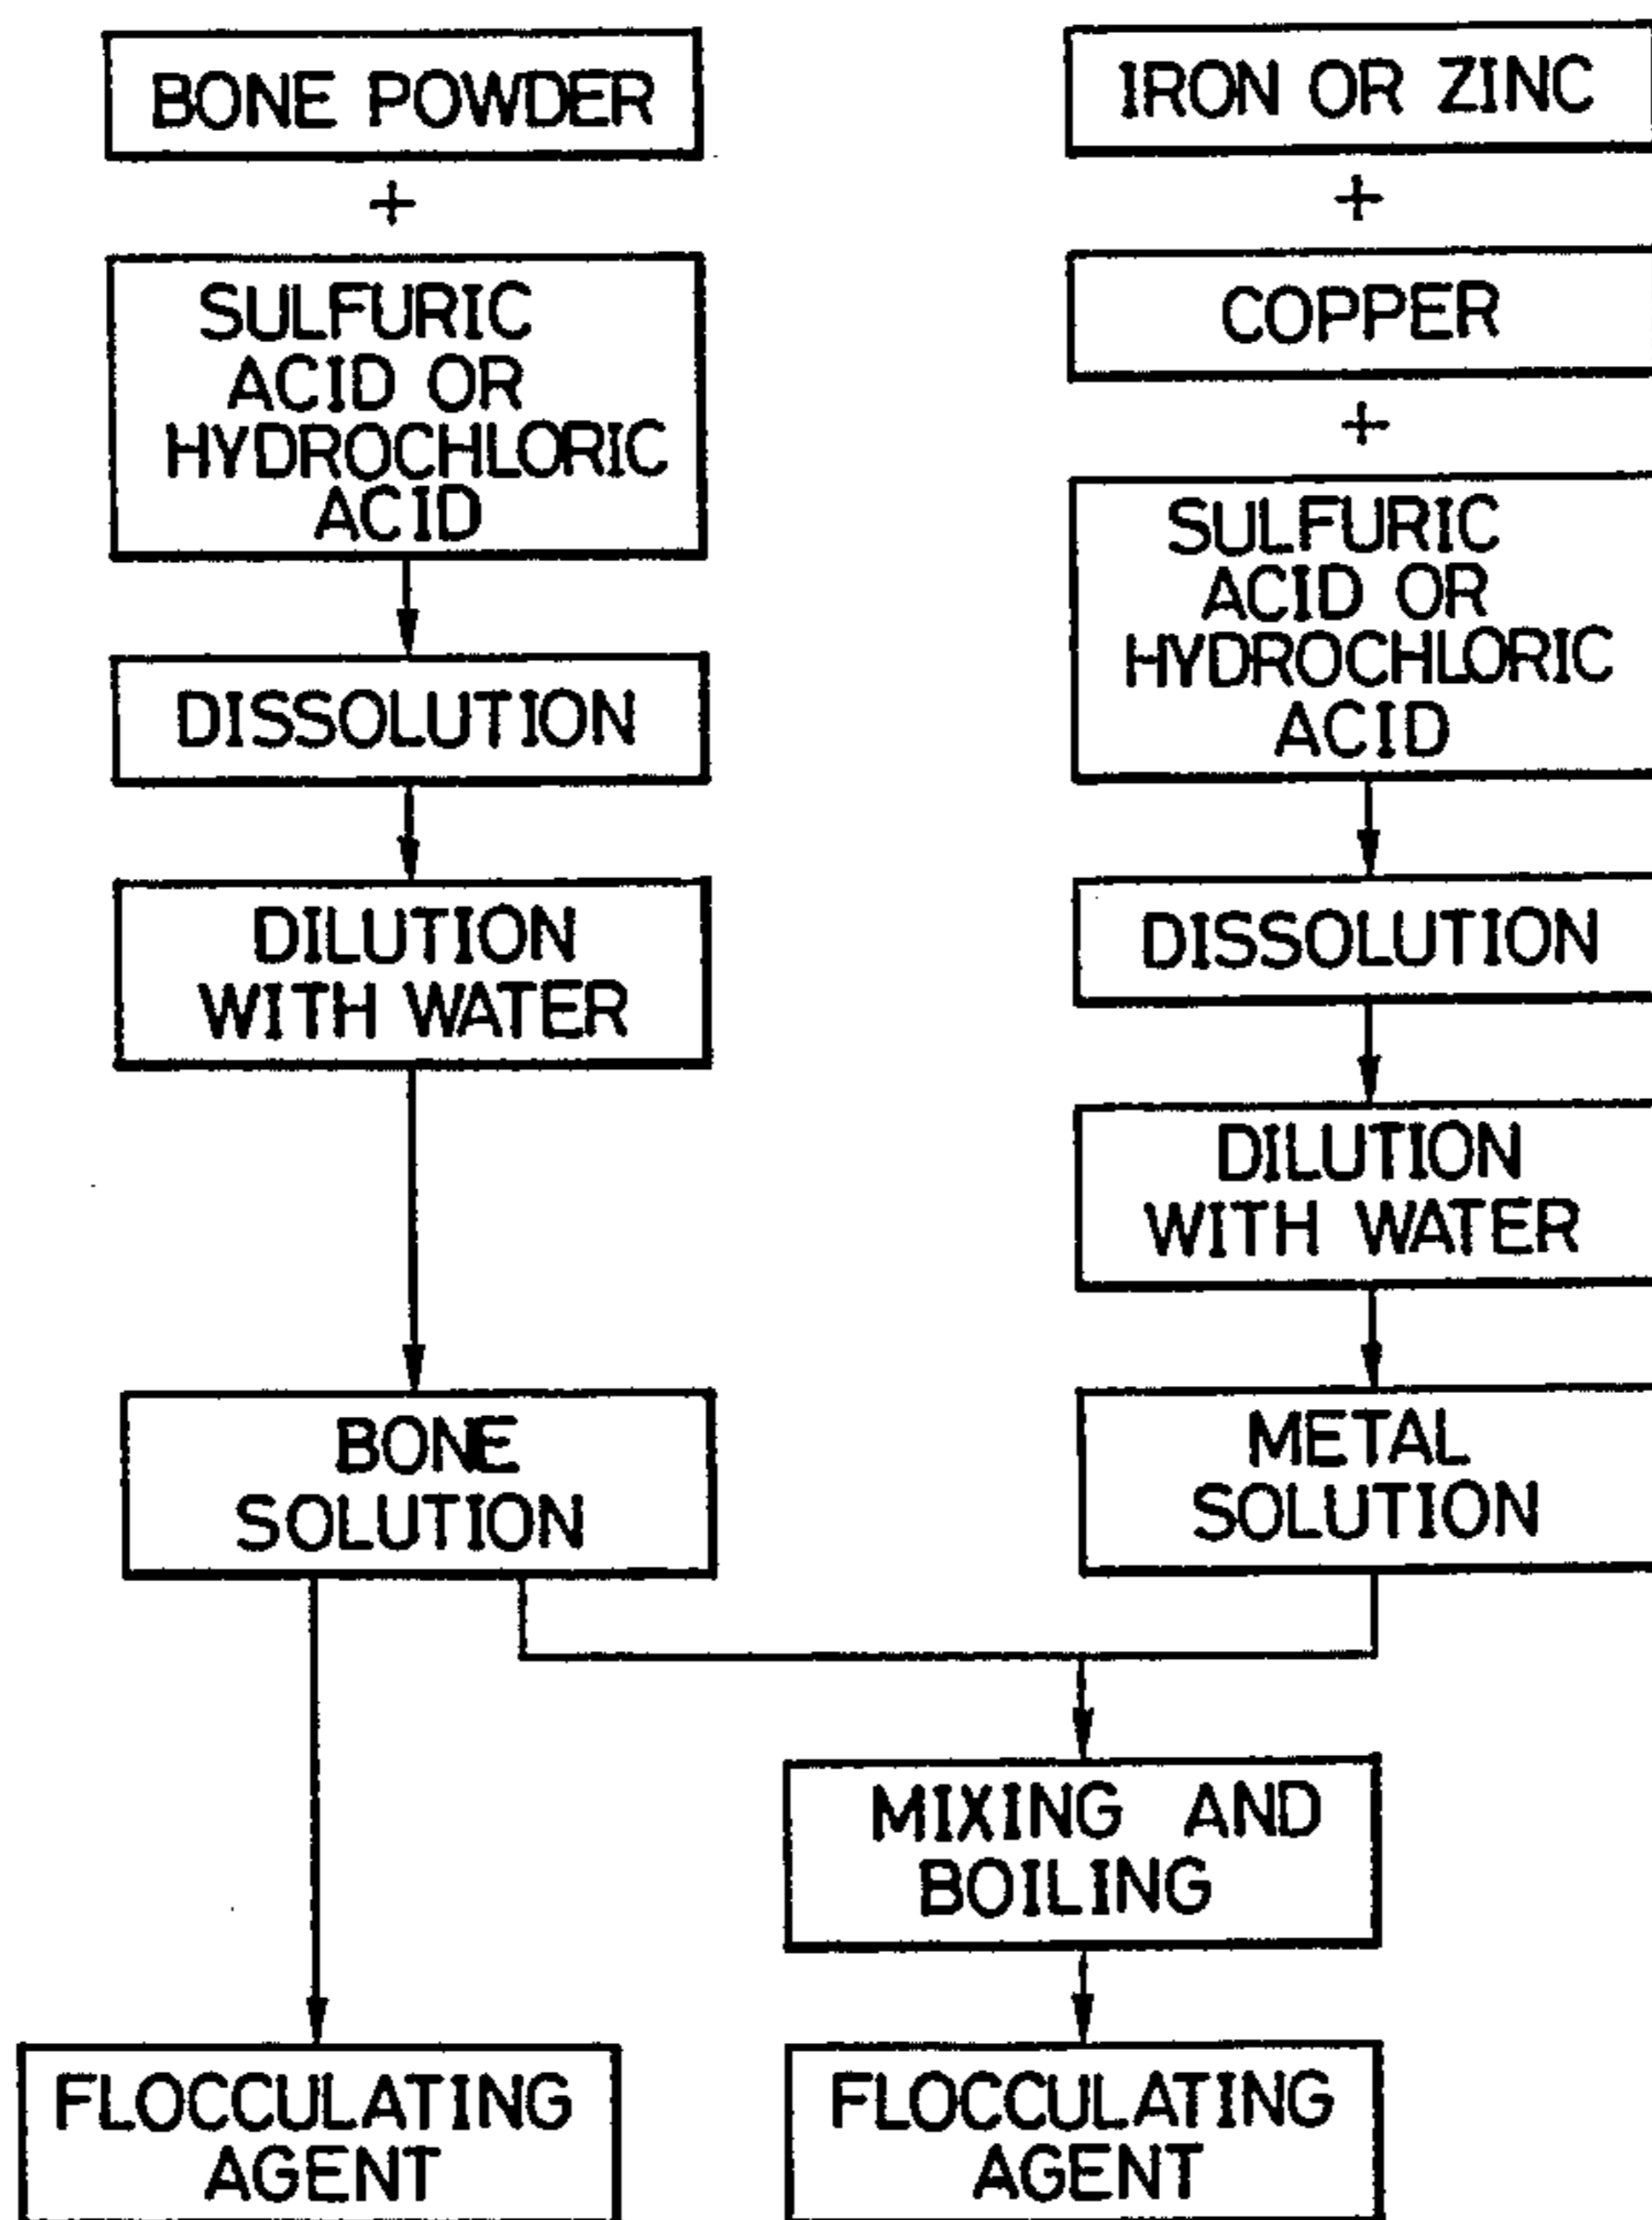 BONE POWDER
+
SULFURIC
ACID OR
HYDROCHLORIC
ACID
DISSOLUTION
DILUTION
WITH WATER
BONE
SOLUTION
FLOCCULATING
AGENT
IRON OR ZINC
+
COPPER
+
SULFURIC
ACID OR
HYDROCHLORIC
ACID
DISSOLUTION
DILUTION
WITH WATER
METAL
SOLUTION
MIXING AND
BOILING
FLOCCULATING
AGENT